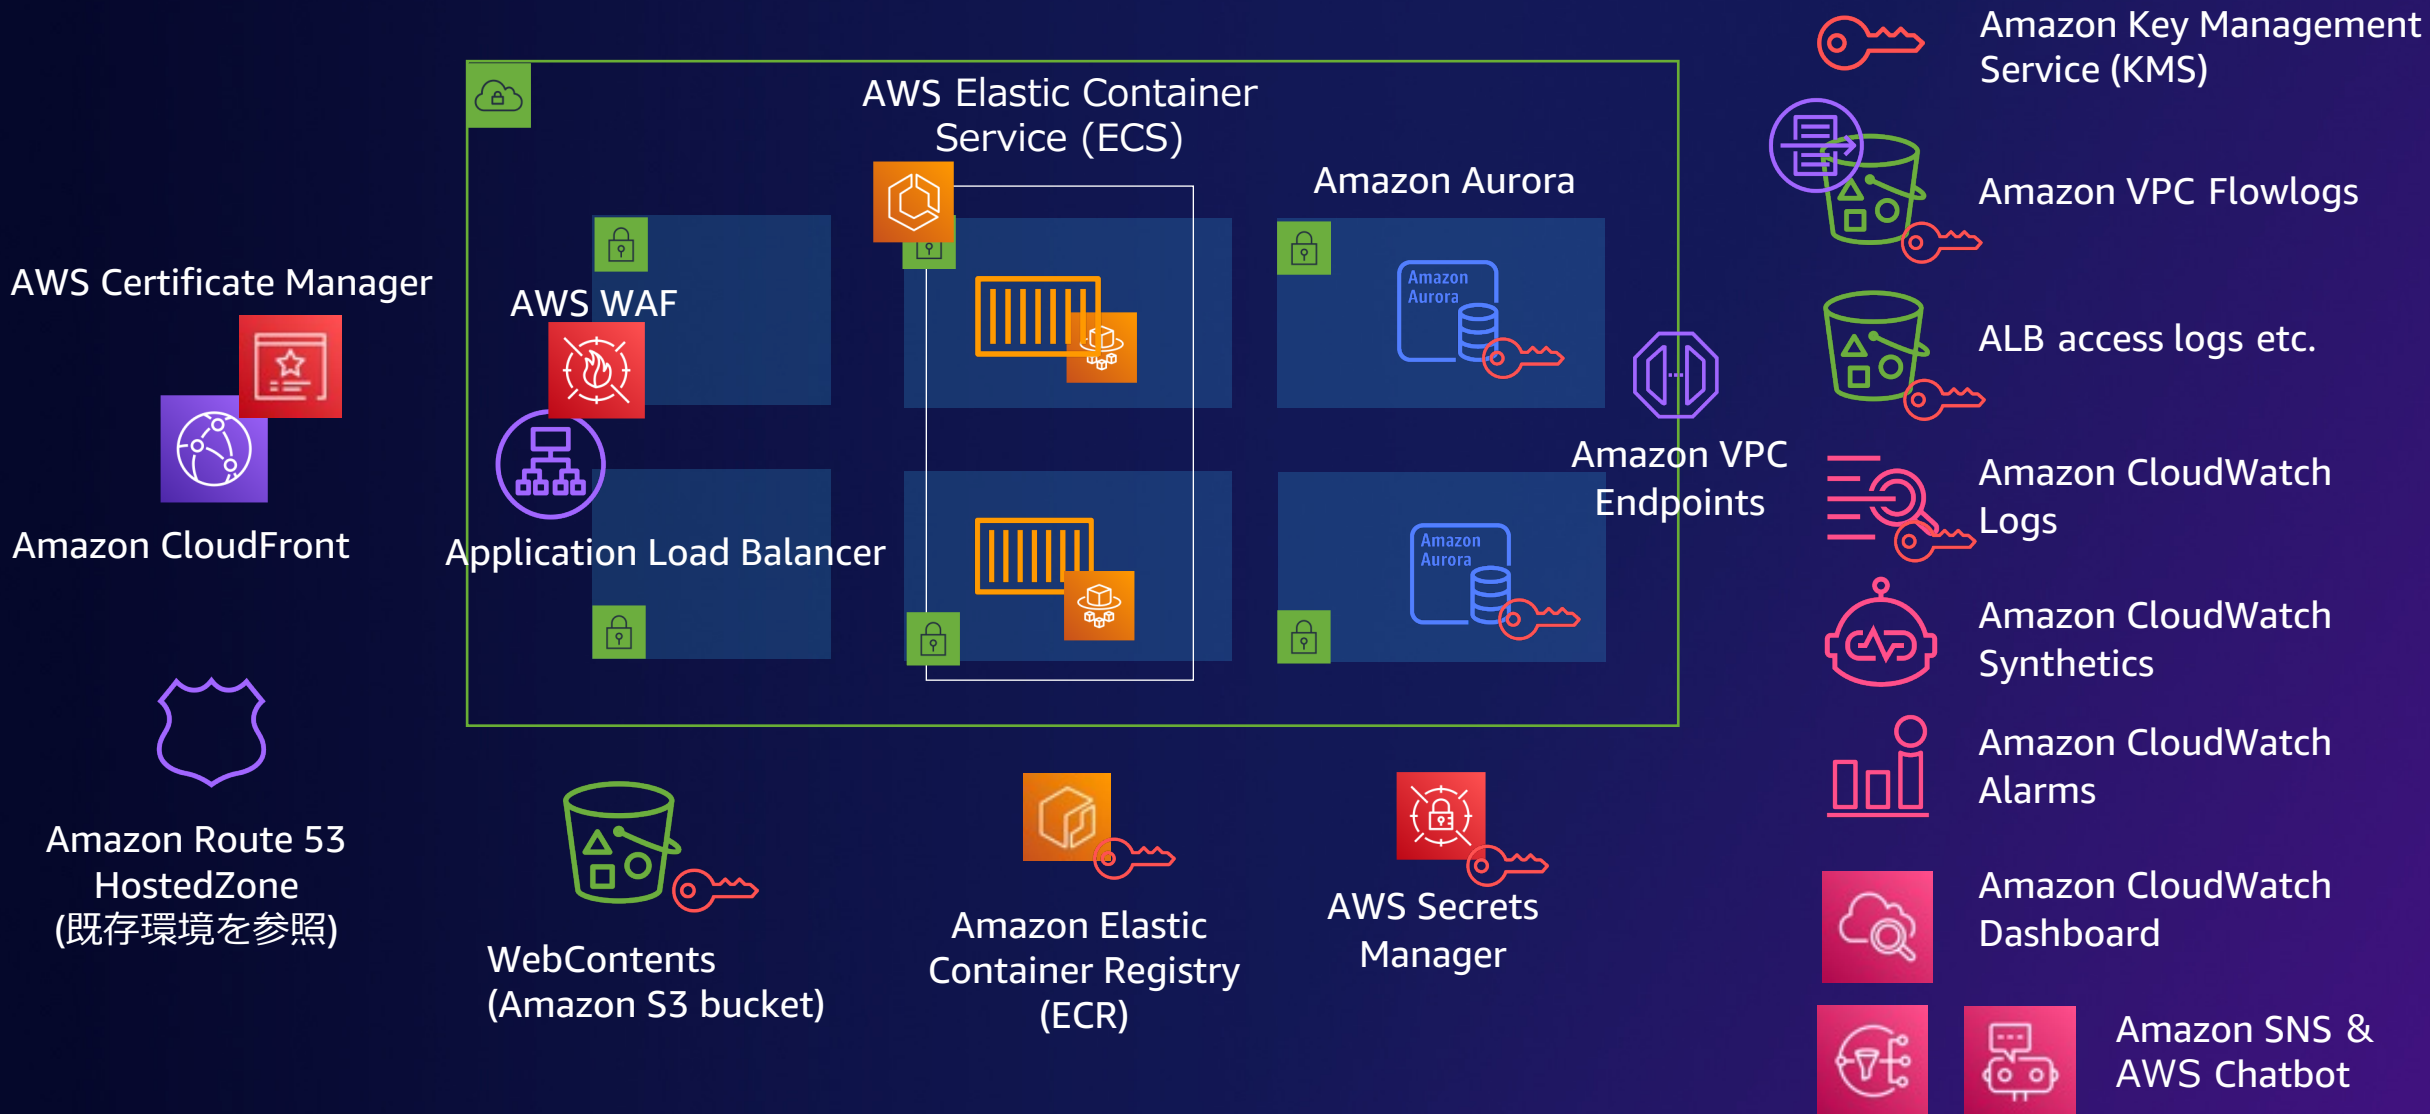 AWS Certificate Manager
Amazon CloudFront
Amazon Route 53
HostedZone
(既存環境を参照)
AWS Elastic Container
Service (ECS)
Amazon Aurora
AWS WAF
Application Load Balancer
Amazon
Aurora
Amazon
Aurora
Amazon VPC
Endpoints
WebContents
(Amazon S3 bucket)
Amazon Elastic
Container Registry
(ECR)
AWS Secrets
Manager
Amazon Key Management
Service (KMS)
Amazon VPC Flowlogs
ALB access logs etc.
Amazon CloudWatch
Logs
Amazon CloudWatch
Synthetics
Amazon CloudWatch
Alarms
Amazon CloudWatch
Dashboard
Amazon SNS &
AWS Chatbot